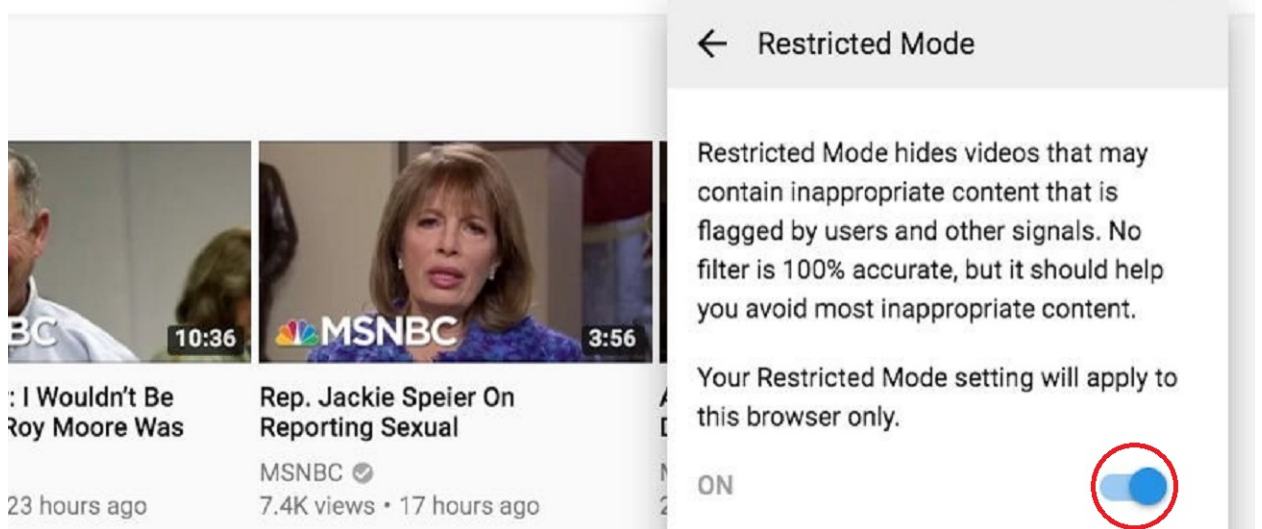 BC
10:36
: I Wouldn't Be
Roy Moore Was
23 hours ago
MSNBC
3:56
Rep. Jackie Speier On
Reporting Sexual
MSNBC
7.4K views • 17 hours ago
← Restricted Mode
Restricted Mode hides videos that may
contain inappropriate content that is
flagged by users and other signals. No
filter is 100% accurate, but it should help
you avoid most inappropriate content.
Your Restricted Mode setting will apply to
this browser only.
ON